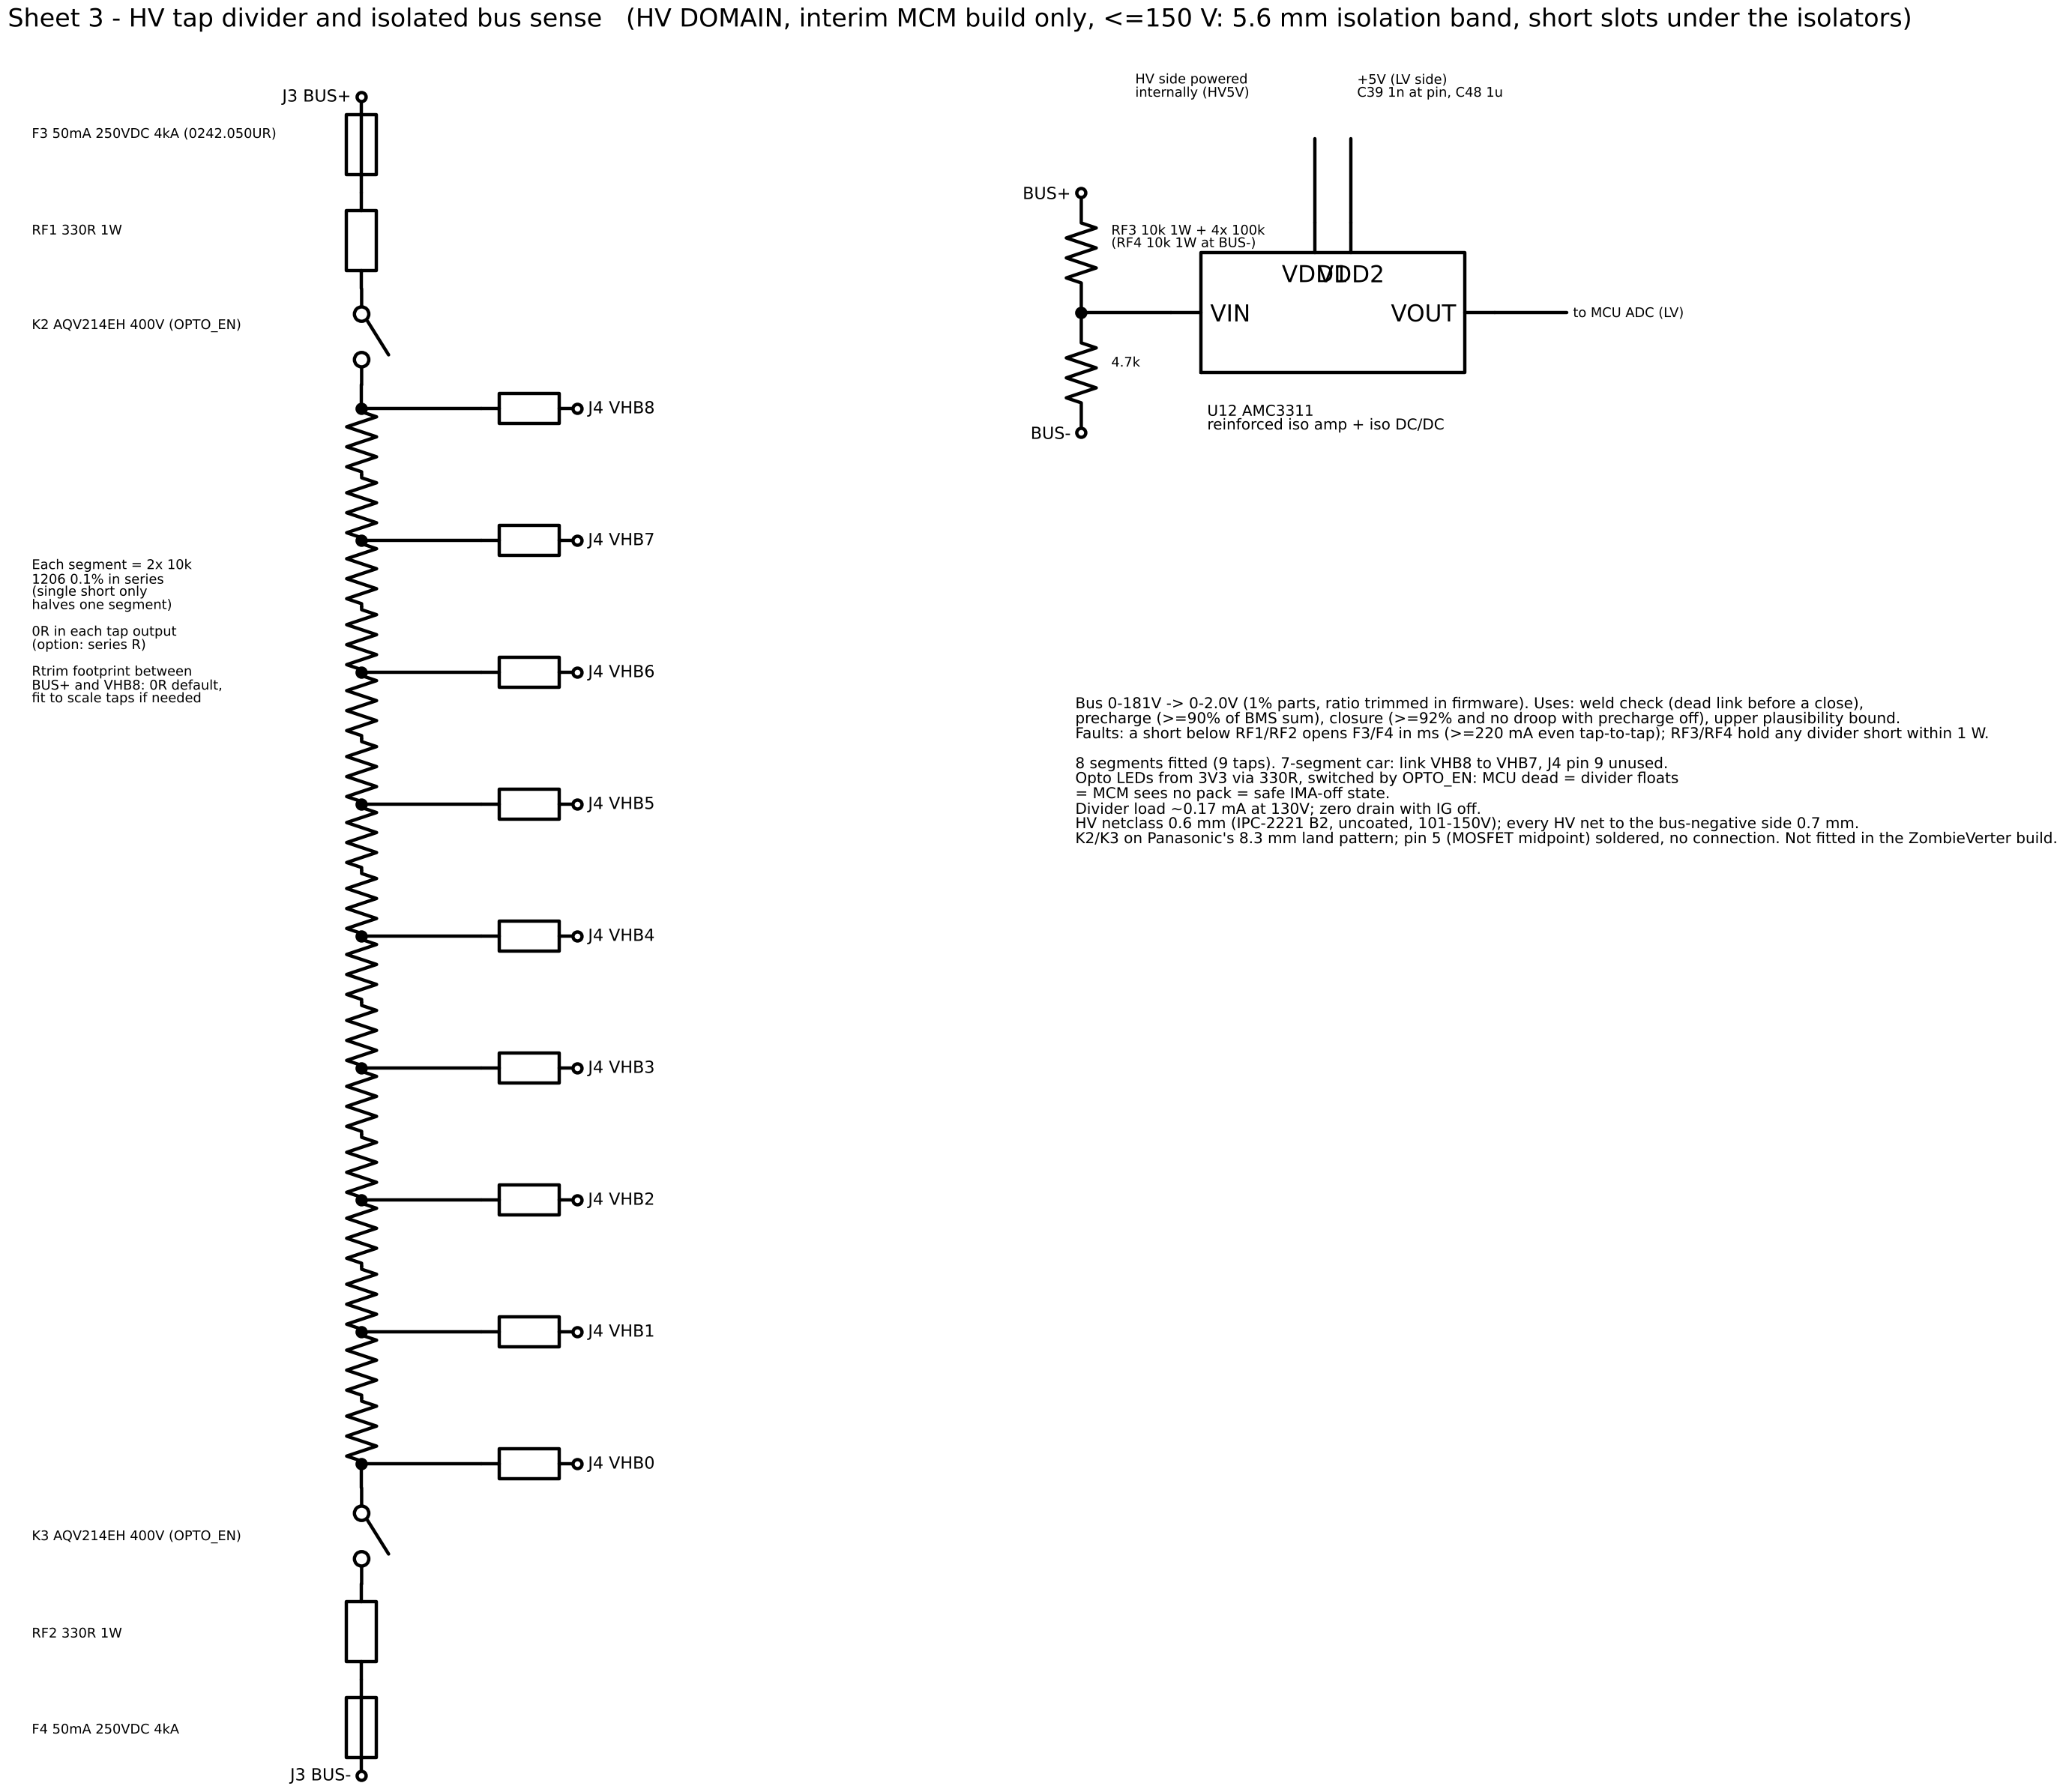 Sheet 3 - HV tap divider and isolated bus sense   (HV DOMAIN, interim MCM build only, <=150 V: 5.6 mm isolation band, short slots under the isolators)
J3 BUS+
F3 50mA 250VDC 4kA (0242.050UR)
RF1 330R 1W
K2 AQV214EH 400V (OPTO_EN)
J4 VHB8
J4 VHB7
Each segment = 2x 10k
1206 0.1% in series
(single short only
halves one segment)
0R in each tap output
(option: series R)
Rtrim footprint between
BUS+ and VHB8: 0R default,
fit to scale taps if needed
J4 VHB6
J4 VHB5
J4 VHB4
J4 VHB3
J4 VHB2
J4 VHB1
J4 VHB0
K3 AQV214EH 400V (OPTO_EN)
RF2 330R 1W
F4 50mA 250VDC 4kA
J3 BUS-
HV side powered
internally (HV5V)
+5V (LV side)
C39 1n at pin, C48 1u
BUS+
RF3 10k 1W + 4x 100k
(RF4 10k 1W at BUS-)
VDD1
VDD2
VIN
VOUT
to MCU ADC (LV)
4.7k
U12 AMC3311
reinforced iso amp + iso DC/DC
BUS-
Bus 0-181V -> 0-2.0V (1% parts, ratio trimmed in firmware). Uses: weld check (dead link before a close),
precharge (>=90% of BMS sum), closure (>=92% and no droop with precharge off), upper plausibility bound.
Faults: a short below RF1/RF2 opens F3/F4 in ms (>=220 mA even tap-to-tap); RF3/RF4 hold any divider short within 1 W.
8 segments fitted (9 taps). 7-segment car: link VHB8 to VHB7, J4 pin 9 unused.
Opto LEDs from 3V3 via 330R, switched by OPTO_EN: MCU dead = divider floats
= MCM sees no pack = safe IMA-off state.
Divider load ~0.17 mA at 130V; zero drain with IG off.
HV netclass 0.6 mm (IPC-2221 B2, uncoated, 101-150V); every HV net to the bus-negative side 0.7 mm.
K2/K3 on Panasonic's 8.3 mm land pattern; pin 5 (MOSFET midpoint) soldered, no connection. Not fitted in the ZombieVerter build.